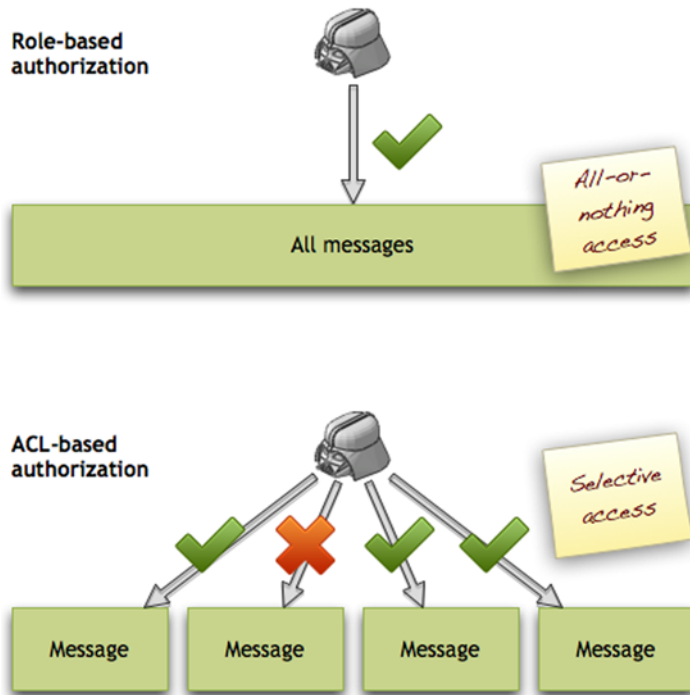 Role-based
authorization
All-or-
nothing
access
All messages
ACL-based
authorization
Selective
access
Message
Message
Message
Message